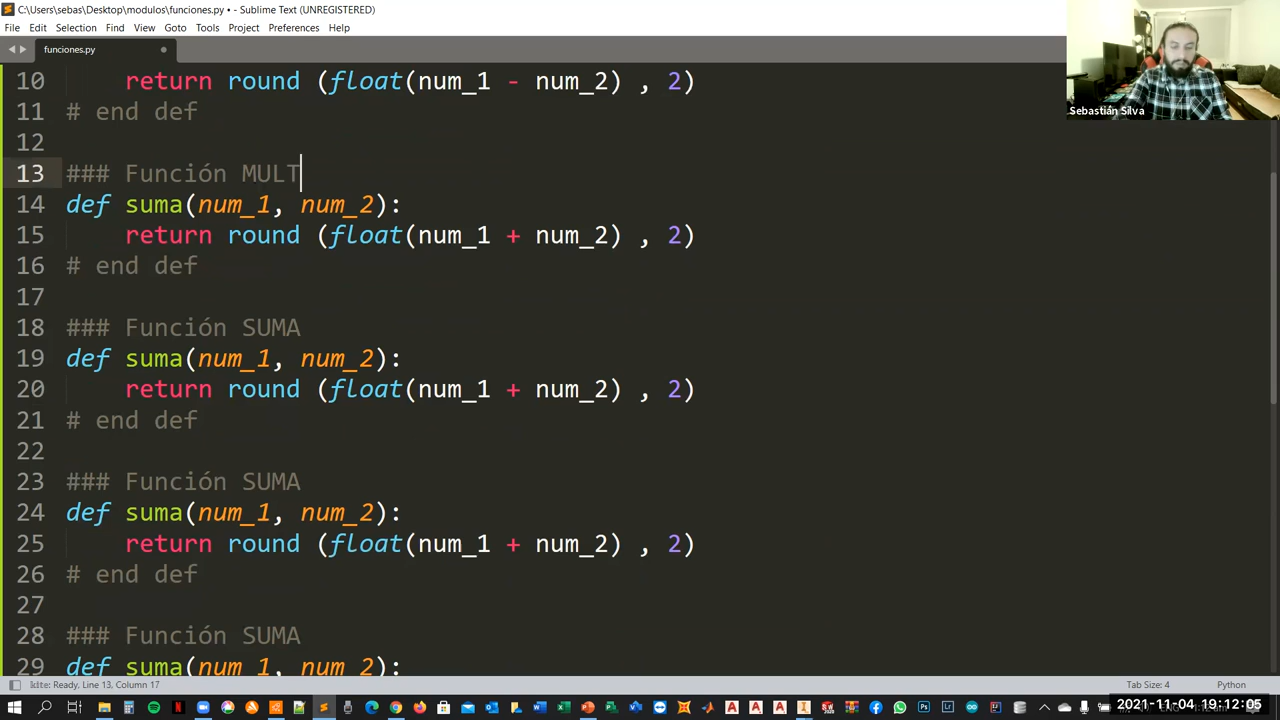 C:\Users\sebas\Desktop\modulos\funciones.py • - Sublime Text (UNREGISTERED)
File Edit Selection Find View Goto Tools Project Preferences Help
funciones.py
10 return round (float(num_1 - num_2) , 2)
11 # end def
12
13 ### Función MULT
14 def suma(num_1, num_2):
15 return round (float(num_1 + num_2) , 2)
16 # end def
17
18 ### Función SUMA
19 def suma(num_1, num_2):
20 return round (float(num_1 + num_2) , 2)
21 # end def
22
23 ### Función SUMA
24 def suma(num_1, num_2):
25 return round (float(num_1 + num_2) , 2)
26 # end def
27
28 ### Función SUMA
29 def suma(num_1, num_2):
Sebastián Silva
Ready, Line 13, Column 17
Tab Size: 4
Python
2021-11-04 19:12:05